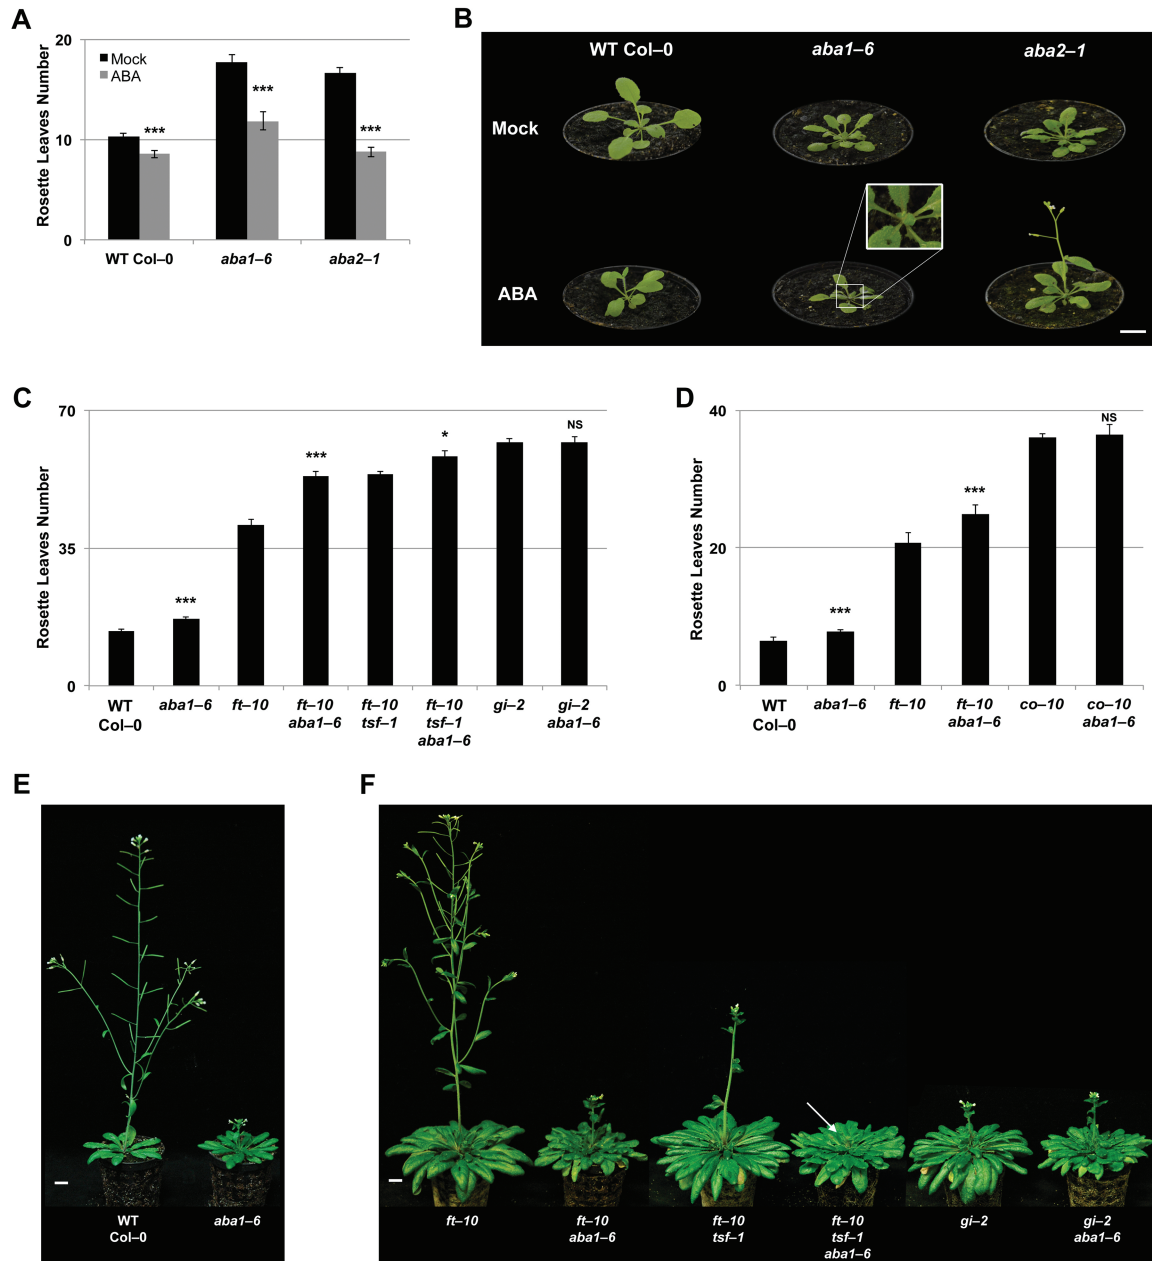 A
Rosette Leaves Number
20
10
0
Mock
ABA
***
***
***
WT Col–0
aba1–6
aba2–1
B
WT Col–0
aba1–6
aba2–1
Mock
ABA
C
Rosette Leaves Number
70
35
0
***
***
*
NS
WT
Col–0
aba1–6
ft–10
ft–10
aba1–6
ft–10
tsf–1
ft–10
tsf–1
aba1–6
gi–2
gi–2
aba1–6
D
Rosette Leaves Number
40
20
0
***
***
NS
WT
Col–0
aba1–6
ft–10
ft–10
aba1–6
co–10
co–10
aba1–6
E
WT
Col–0
aba1–6
F
ft–10
ft–10
aba1–6
ft–10
tsf–1
ft–10
tsf–1
aba1–6
gi–2
gi–2
aba1–6